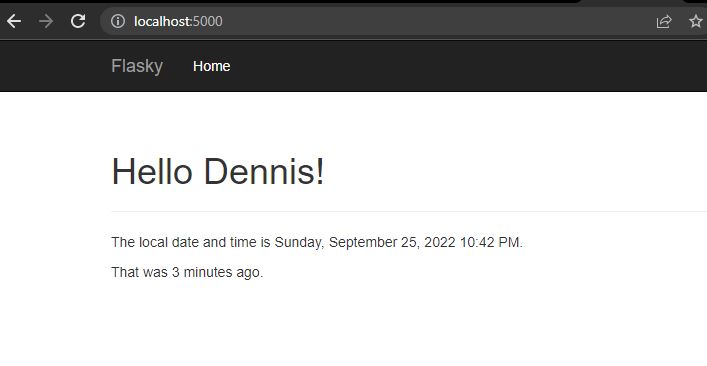 localhost:5000
Flasky Home
Hello Dennis!
The local date and time is Sunday, September 25, 2022 10:42 PM.
That was 3 minutes ago.